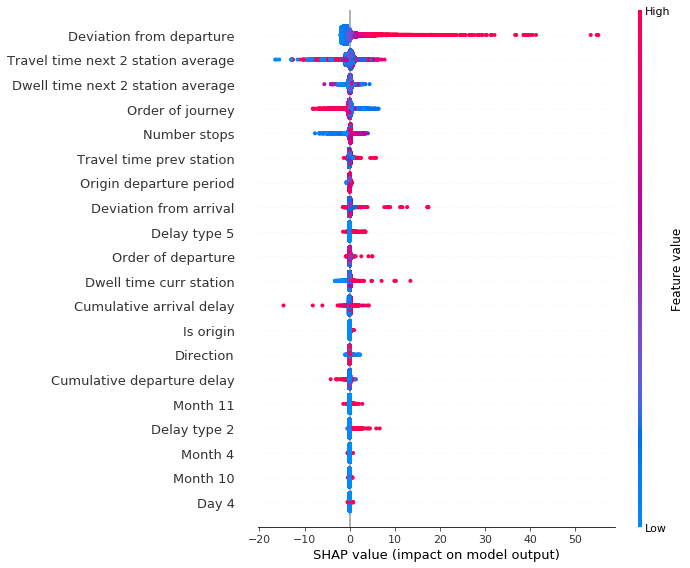 High
Deviation from departure
Travel time next 2 station average
Dwell time next 2 station average
Order of journey
Number stops
Travel time prev station
Origin departure period
Deviation from arrival
Delay type 5
Order of departure
Dwell time curr station
Cumulative arrival delay
Is origin
Direction
Cumulative departure delay
Month 11
Delay type 2
Month 4
Month 10
Day 4
Feature value
Low
−20 −10 0 10 20 30 40 50
SHAP value (impact on model output)